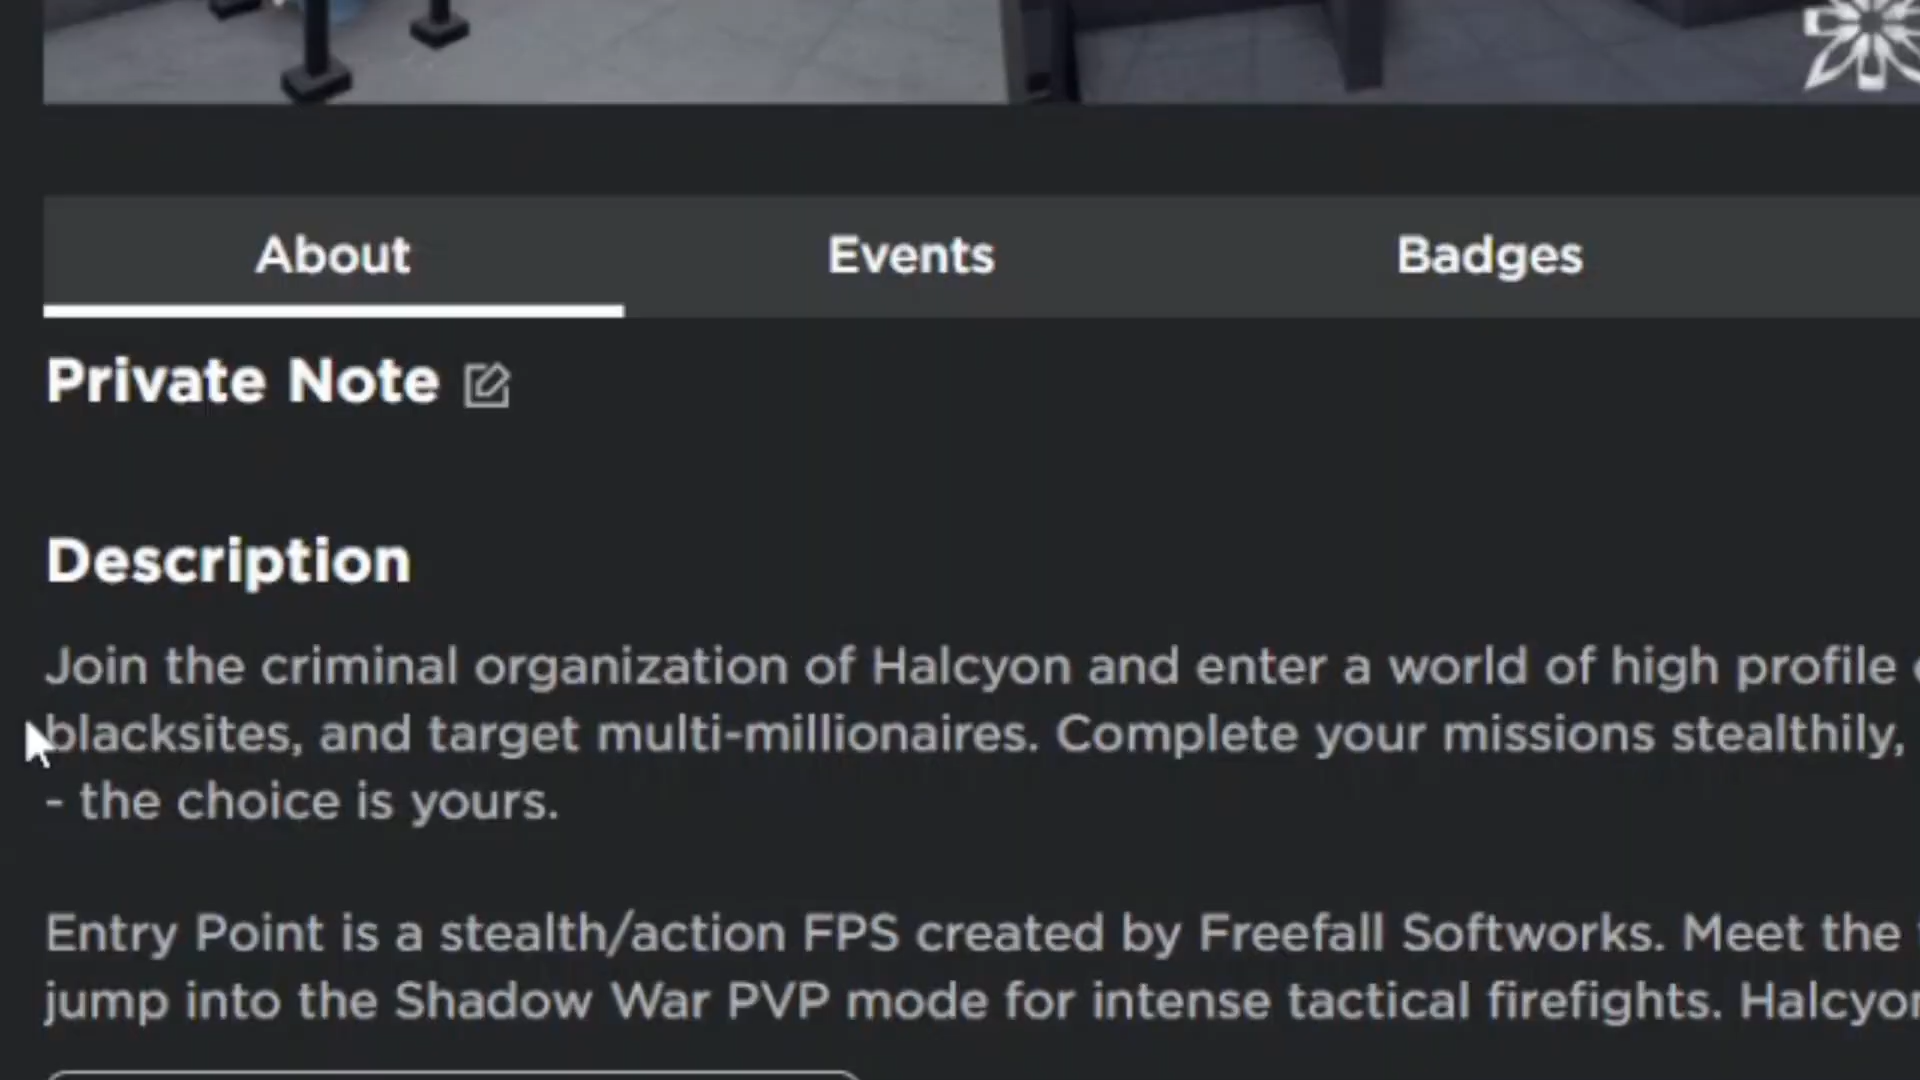 About Events Badges
Private Note
Description
Join the criminal organization of Halcyon and enter a world of high profile
blacksites, and target multi-millionaires. Complete your missions stealthily,
- the choice is yours.
Entry Point is a stealth/action FPS created by Freefall Softworks. Meet the
jump into the Shadow War PVP mode for intense tactical firefights. Halcyon